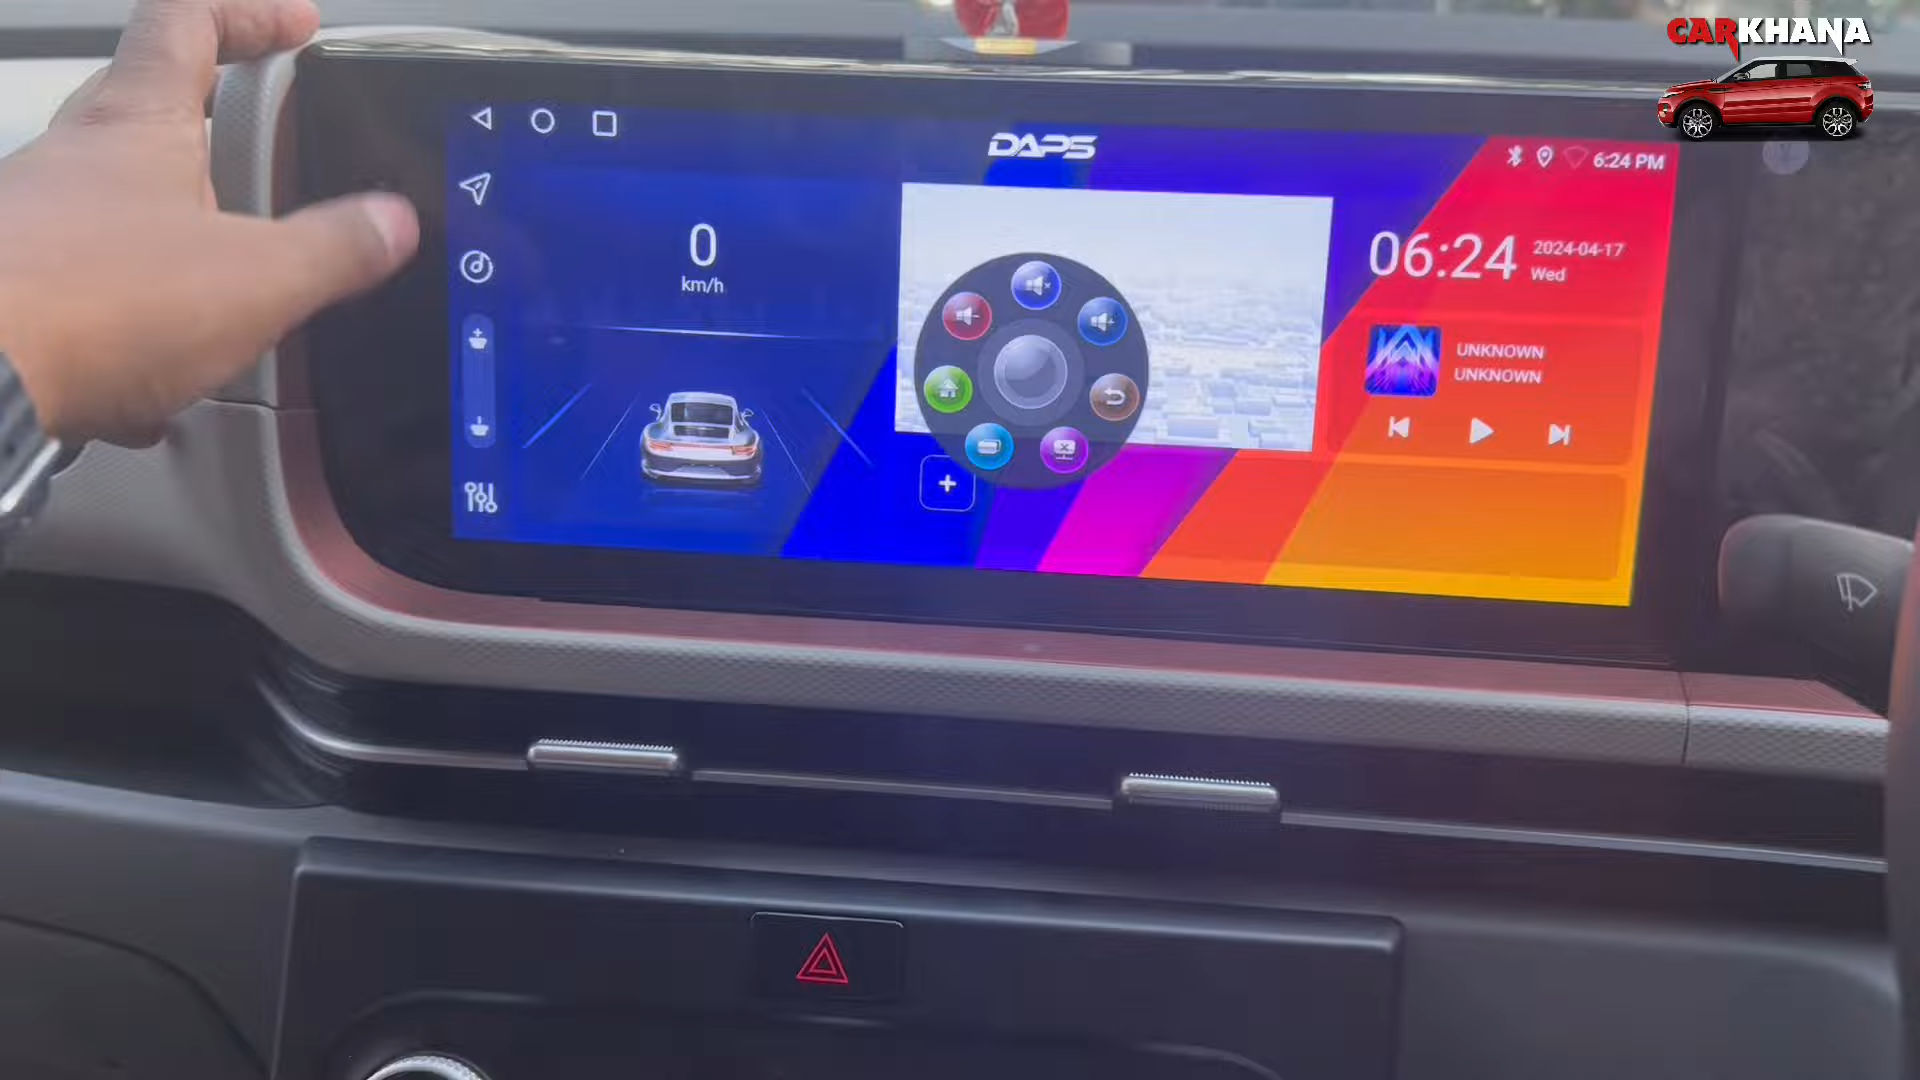 CARKHANA
DAPS
6:24 PM
0
km/h
06:24
2024-04-17
Wed
UNKNOWN
UNKNOWN